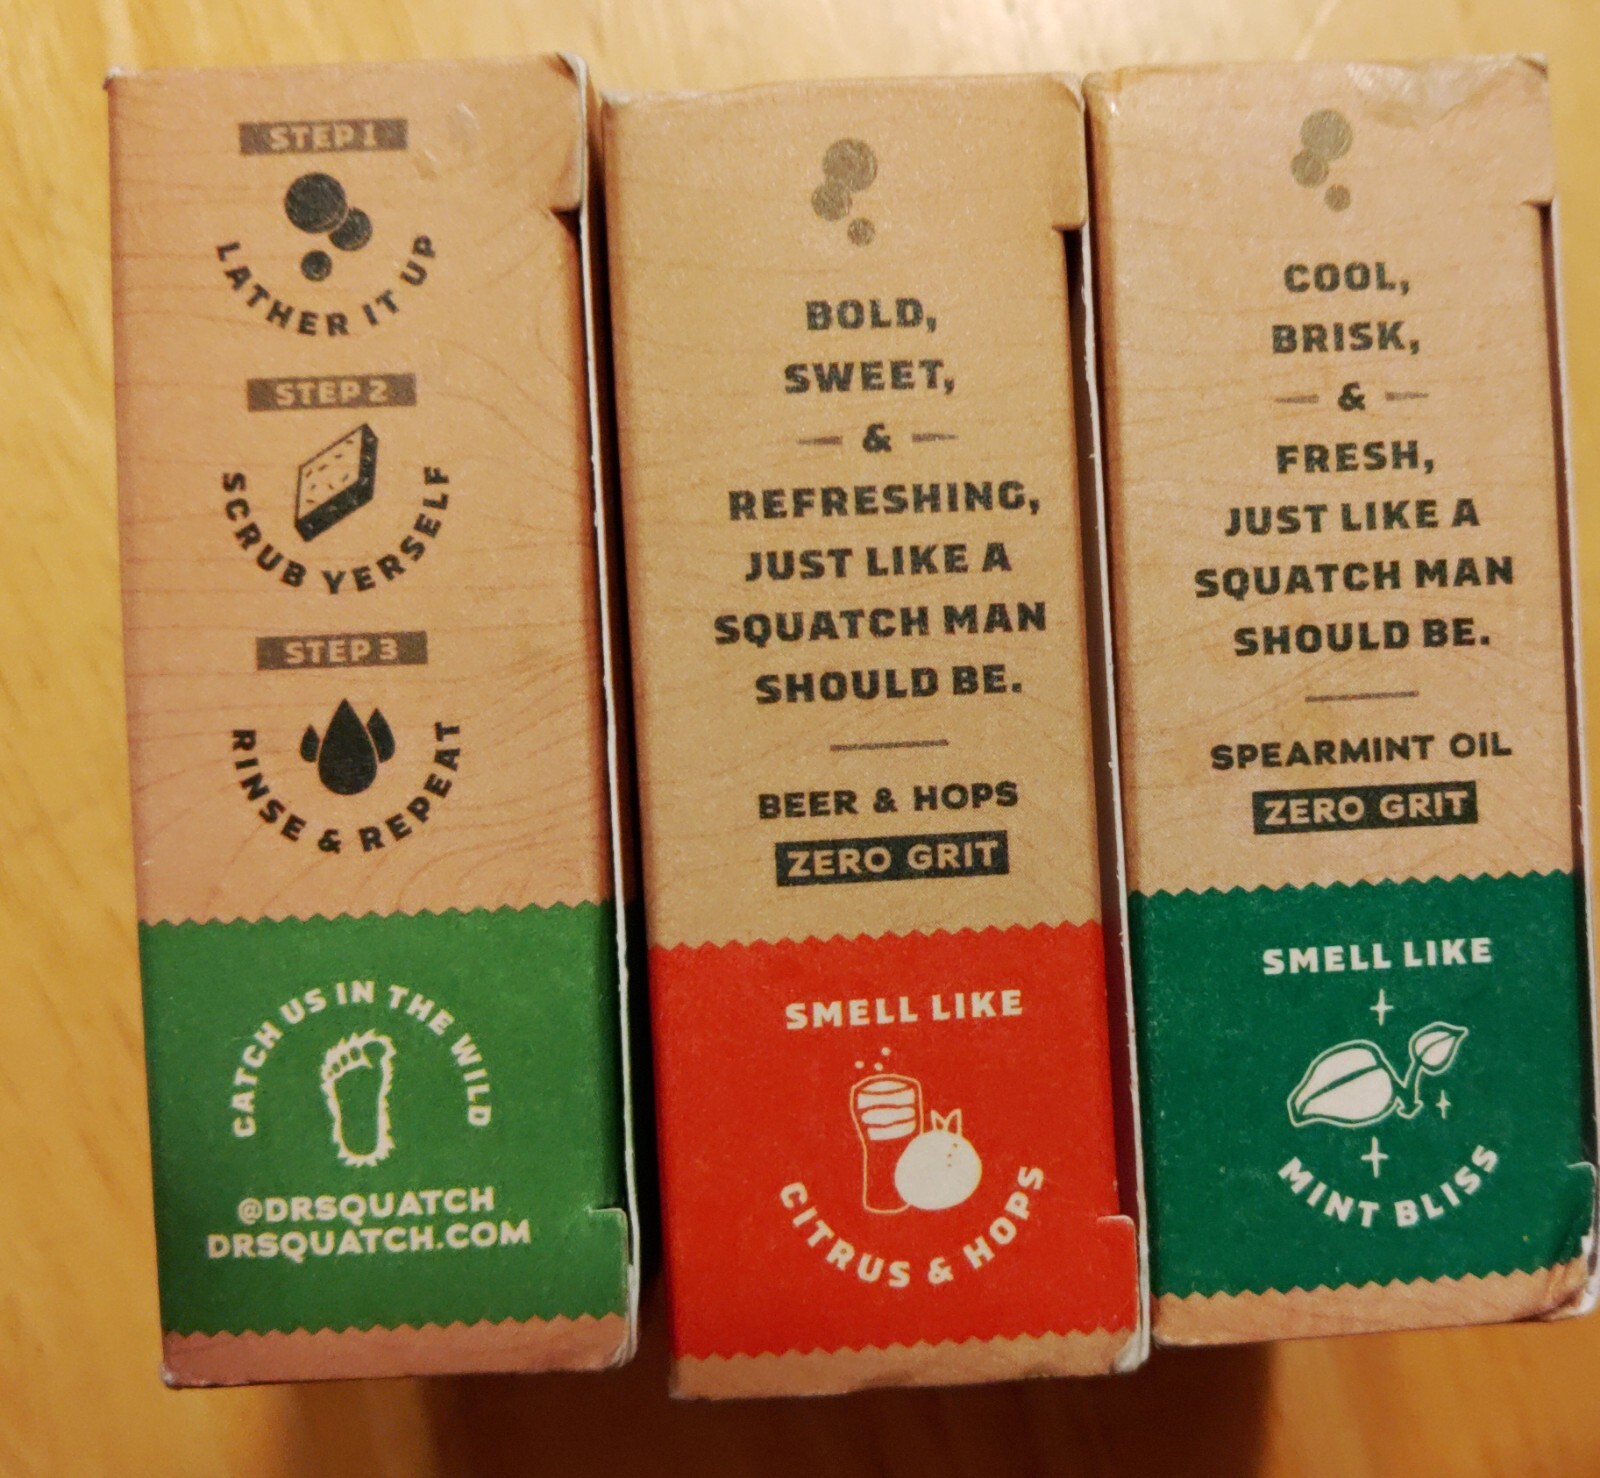 STEP 1
LATHER IT UP
STEP 2
SCRUB YERSELF
STEP 3
RINSE & REPEAT
CATCH US IN THE WILD
@DRSQUATCH
DRSQUATCH.COM
BOLD,
SWEET,
&
REFRESHING,
JUST LIKE A
SQUATCH MAN
SHOULD BE.
BEER & HOPS
ZERO GRIT
SMELL LIKE
CITRUS & HOPS
COOL,
BRISK,
&
FRESH,
JUST LIKE A
SQUATCH MAN
SHOULD BE.
SPEARMINT OIL
ZERO GRIT
SMELL LIKE
MINT BLISS